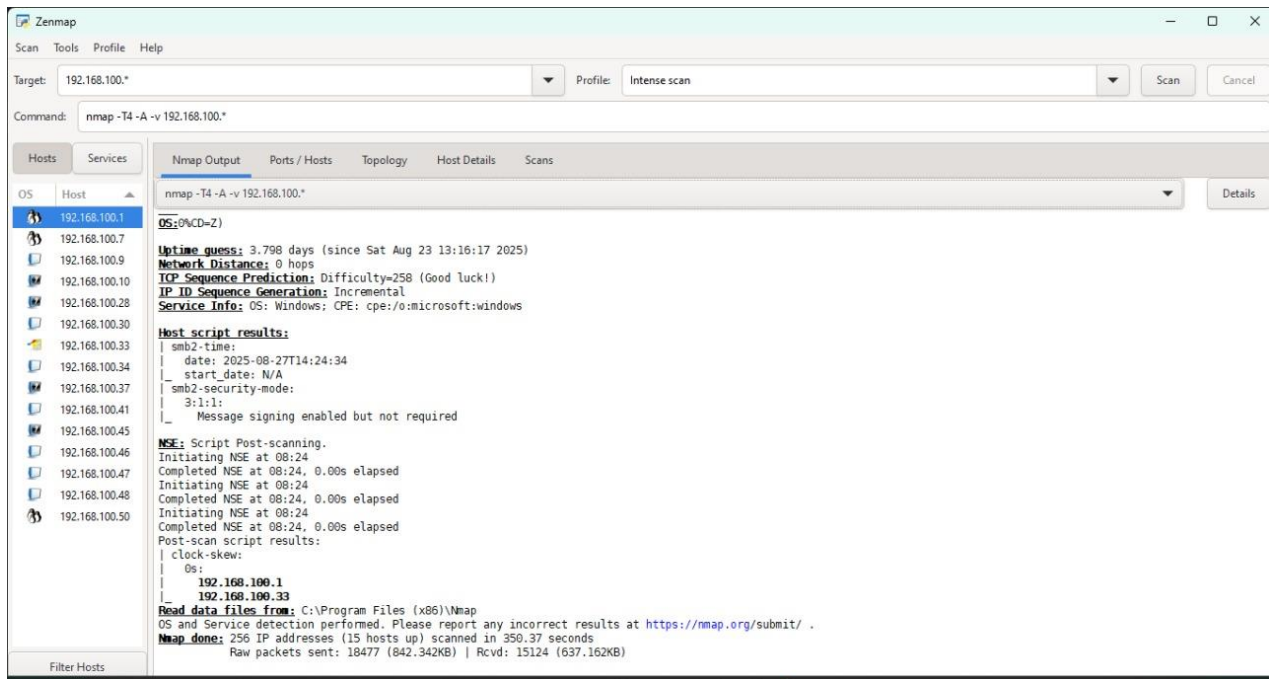 Zenmap
Scan Tools Profile Help
Target: 192.168.100.* Profile: Intense scan Scan Cancel
Command: nmap -T4 -A -v 192.168.100.*
Hosts Services Nmap Output Ports / Hosts Topology Host Details Scans
OS Host nmap -T4 -A -v 192.168.100.* Details
192.168.100.1
192.168.100.7
192.168.100.9
192.168.100.10
192.168.100.28
192.168.100.30
192.168.100.33
192.168.100.34
192.168.100.37
192.168.100.41
192.168.100.45
192.168.100.46
192.168.100.47
192.168.100.48
192.168.100.50
Filter Hosts
OS:0%CD=Z)
Uptime guess: 3.798 days (since Sat Aug 23 13:16:17 2025)
Network Distance: 0 hops
TCP Sequence Prediction: Difficulty=258 (Good luck!)
IP ID Sequence Generation: Incremental
Service Info: OS: Windows; CPE: cpe:/o:microsoft:windows
Host script results:
| smb2-time:
|   date: 2025-08-27T14:24:34
|_  start_date: N/A
| smb2-security-mode:
|   3:1:1:
|_    Message signing enabled but not required
NSE: Script Post-scanning.
Initiating NSE at 08:24
Completed NSE at 08:24, 0.00s elapsed
Initiating NSE at 08:24
Completed NSE at 08:24, 0.00s elapsed
Initiating NSE at 08:24
Completed NSE at 08:24, 0.00s elapsed
Post-scan script results:
| clock-skew:
|   0s:
|     192.168.100.1
|_    192.168.100.33
Read data files from: C:\Program Files (x86)\Nmap
OS and Service detection performed. Please report any incorrect results at https://nmap.org/submit/ .
Nmap done: 256 IP addresses (15 hosts up) scanned in 350.37 seconds
Raw packets sent: 18477 (842.342KB) | Rcvd: 15124 (637.162KB)